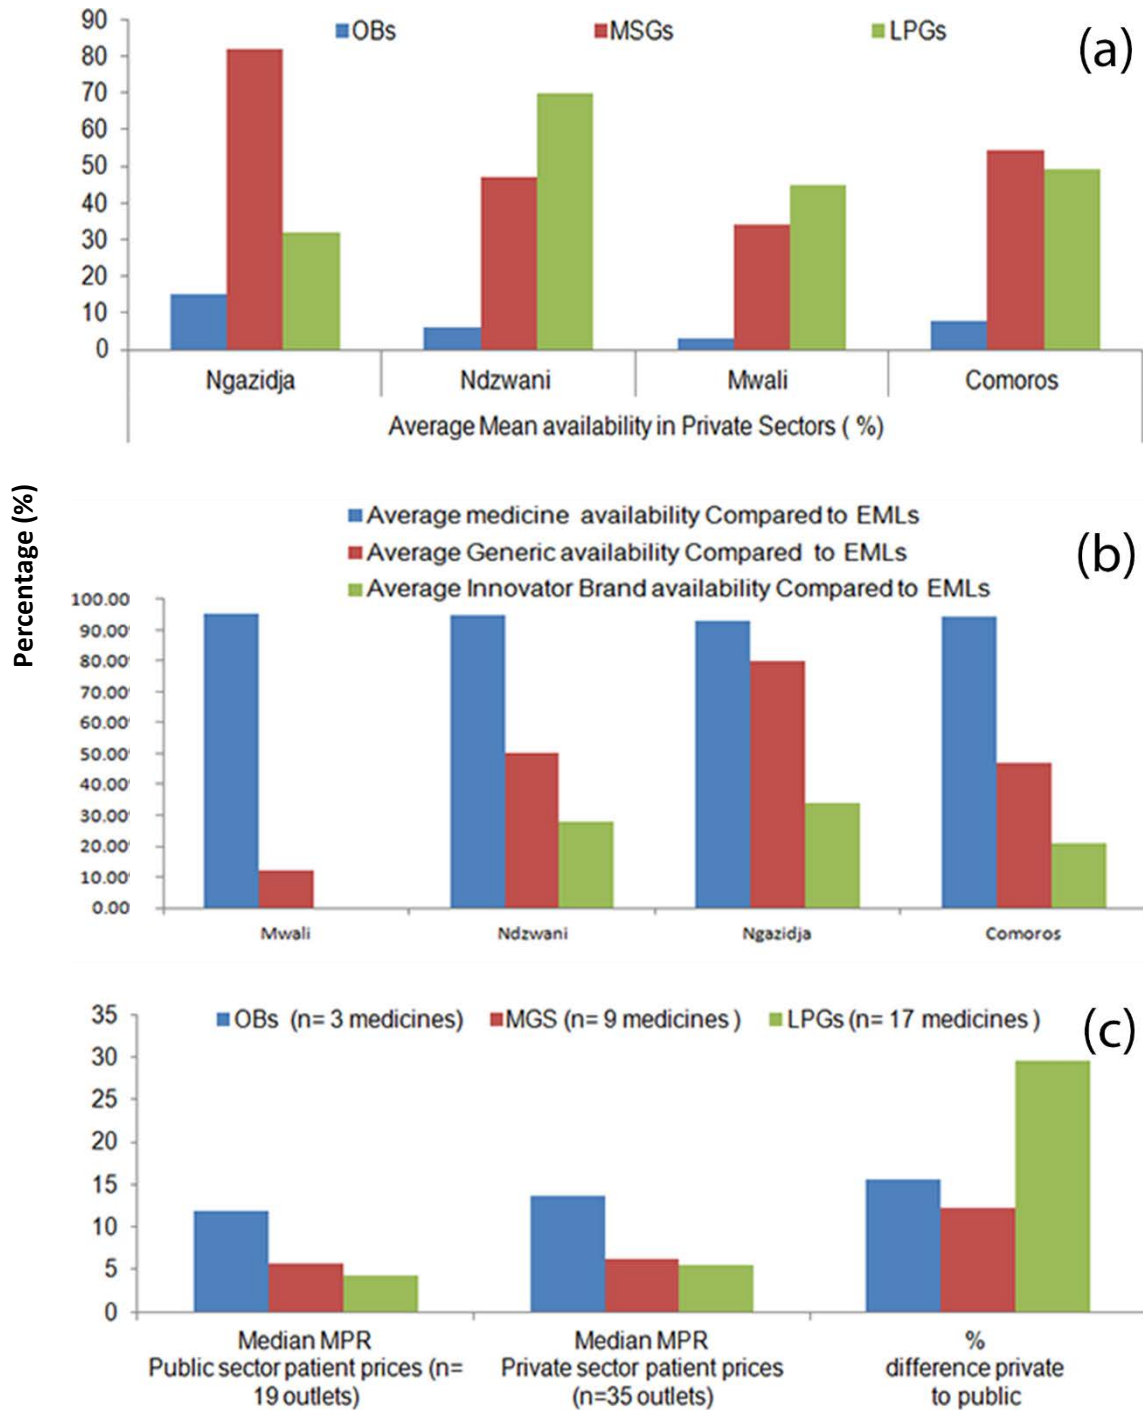 90
80
70
60
50
40
30
20
10
0
OBs MSGs LPGs
(a)
Ngazidja Ndzwani Mwali Comoros
Average Mean availability in Private Sectors ( %)
Percentage (%)
Average medicine availability Compared to EMLs
Average Generic availability Compared to EMLs
Average Innovator Brand availability Compared to EMLs
(b)
100.00
90.00'
80.00'
70.00'
60.00'
50.00'
40.00'
30.00'
20.00'
10.00'
0.00
Mwali Ndzwani Ngazidja Comoros
35
30
25
20
15
10
5
0
OBs (n= 3 medicines) MGS (n= 9 medicines ) LPGs (n= 17 medicines )
(c)
Median MPR
Public sector patient prices (n=
19 outlets)
Median MPR
Private sector patient prices
(n=35 outlets)
%
difference private
to public